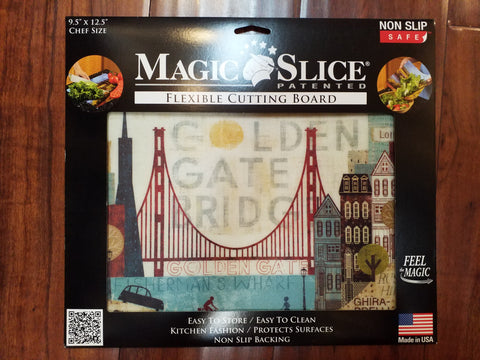 9.5" x 12.5"
CHEF SIZE
NON SLIP
SAFE
MAGIC SLICE®
PATENTED
FLEXIBLE CUTTING BOARD
GOLDEN
GATE
BRIDG
GOLDEN GATE
HERMAN'S WHARF
GHIRA-
FEEL
the MAGIC
EASY TO STORE / EASY TO CLEAN
KITCHEN FASHION / PROTECTS SURFACES
NON SLIP BACKING
Made in USA